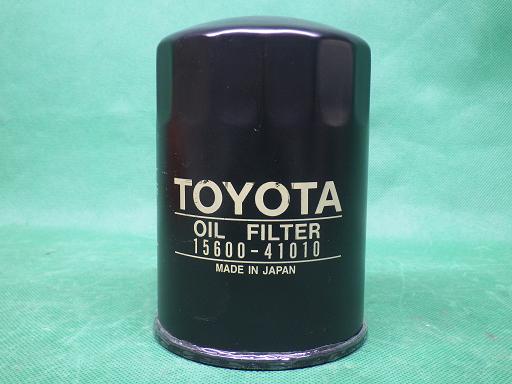 TOYOTA
OIL FILTER
15600-41010
MADE IN JAPAN